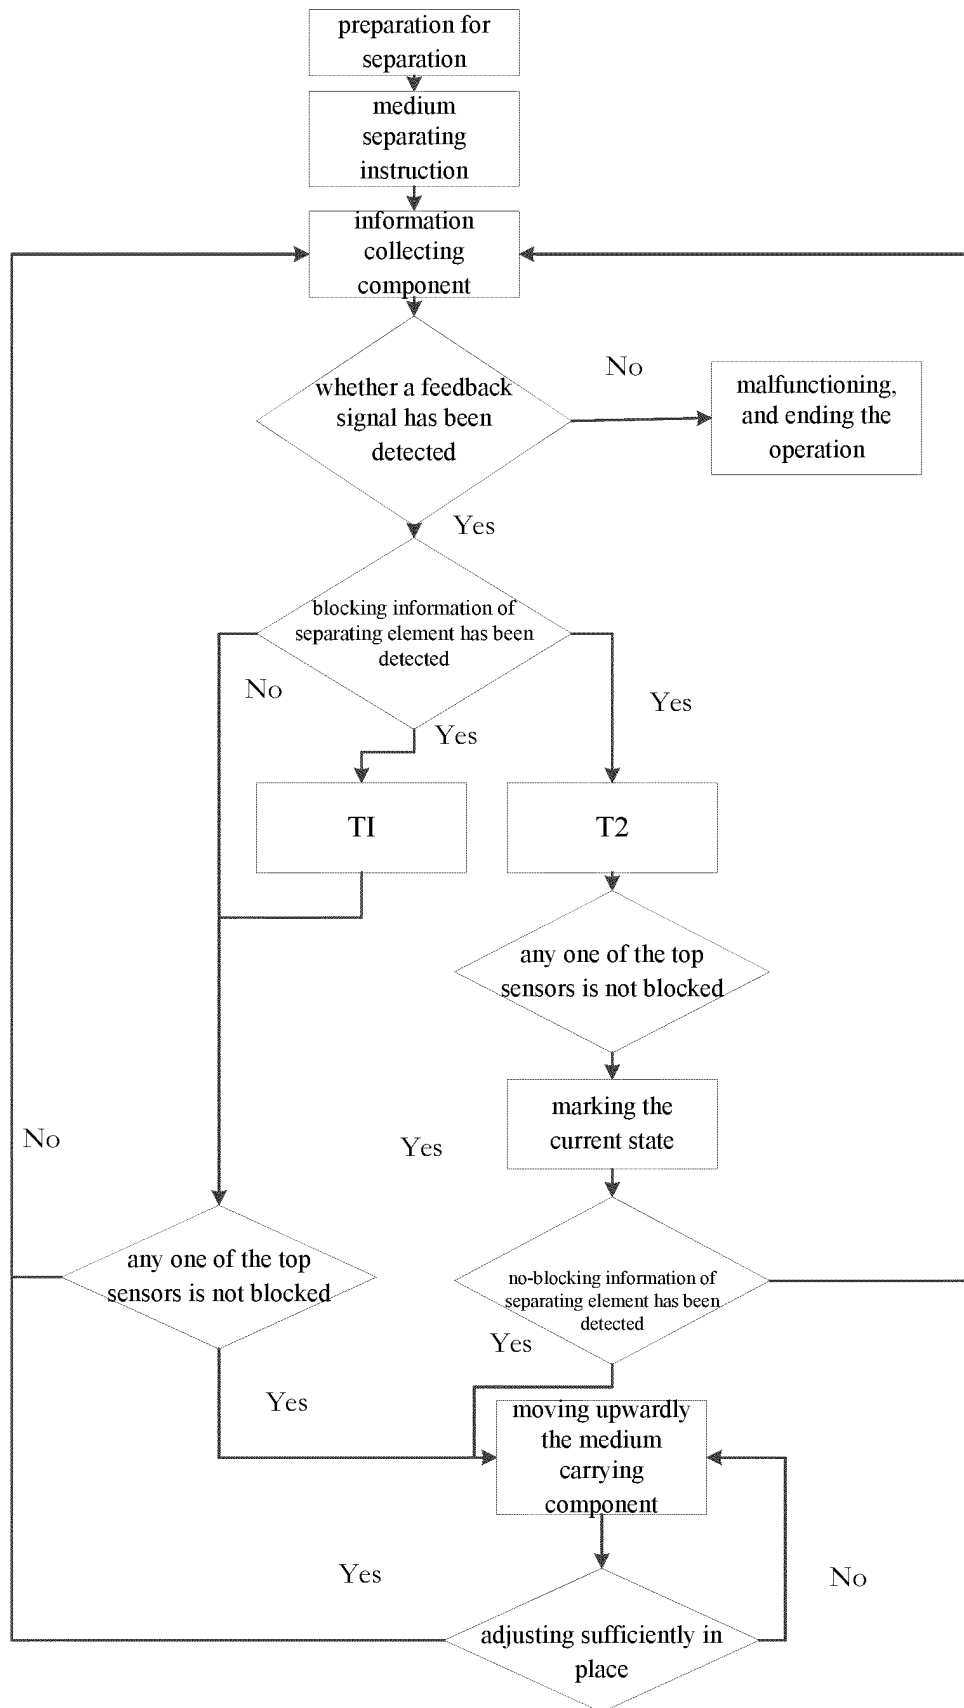 preparation for
separation
medium
separating
instruction
information
collecting
component
whether a feedback
signal has been
detected
No
malfunctioning,
and ending the
operation
Yes
blocking information of
separating element has been
detected
No
Yes
Yes
TI
T2
any one of the top
sensors is not blocked
marking the
current state
No
Yes
any one of the top
sensors is not blocked
no-blocking information of
separating element has been
detected
Yes
Yes
moving upwardly
the medium
carrying
component
Yes
No
adjusting sufficiently in
place